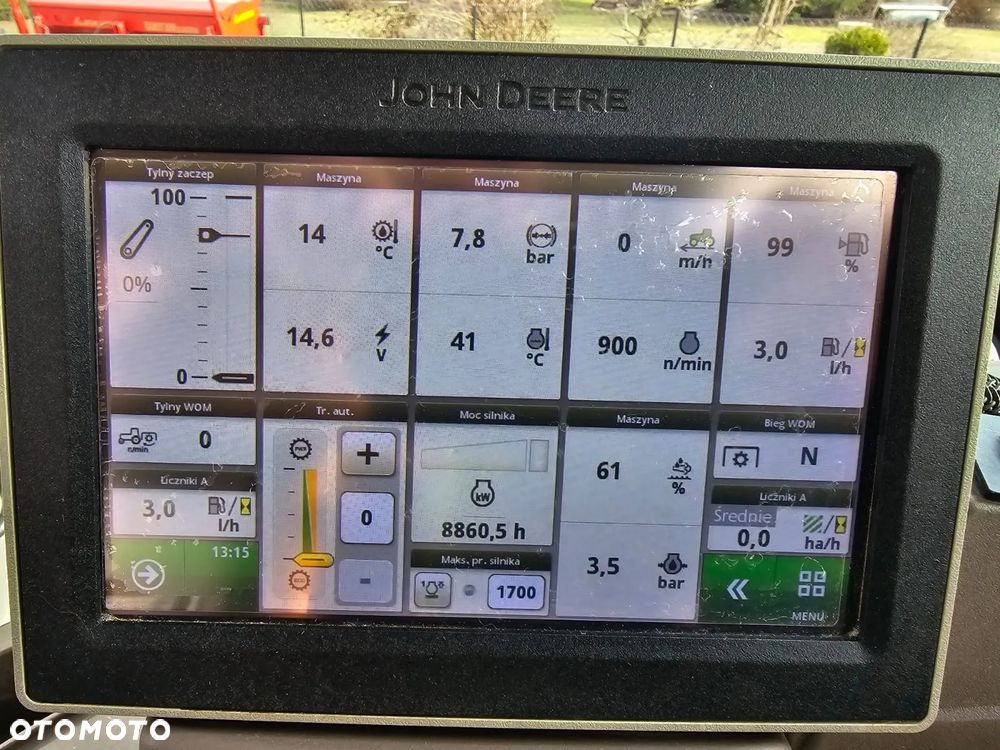 JOHN DEERE
Tylny zaczep
100
0%
0
Maszyna
14
°C
14,6
V
Maszyna
7,8
bar
41
°C
Maszyna
0
m/h
900
n/min
Maszyna
99
%
3,0
l/h
Tylny WOM
n/min
0
Liczniki A
3,0
l/h
13:15
Tr. aut.
PWR
+
0
-
ECO
Moc silnika
kW
8860,5 h
Maks. pr. silnika
1700
Maszyna
61
%
3,5
bar
Bieg WOM
N
Liczniki A
Średnie
0,0
ha/h
«
MENU
OTOMOTO